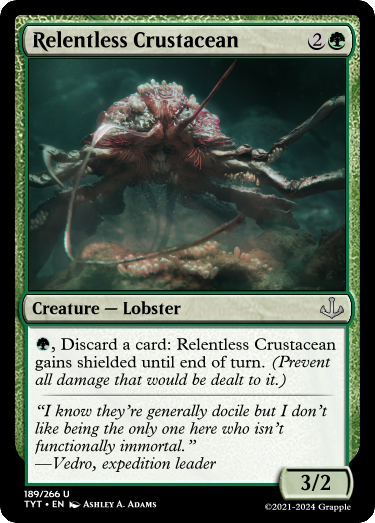 Relentless Crustacean 2
Creature — Lobster
, Discard a card: Relentless Crustacean
gains shielded until end of turn. (Prevent
all damage that would be dealt to it.)
“I know they’re generally docile but I don’t
like being the only one here who isn’t
functionally immortal.”
—Vedro, expedition leader
3/2
189/266 U
TYT • EN Ashley A. Adams
©2021-2024 Grapple